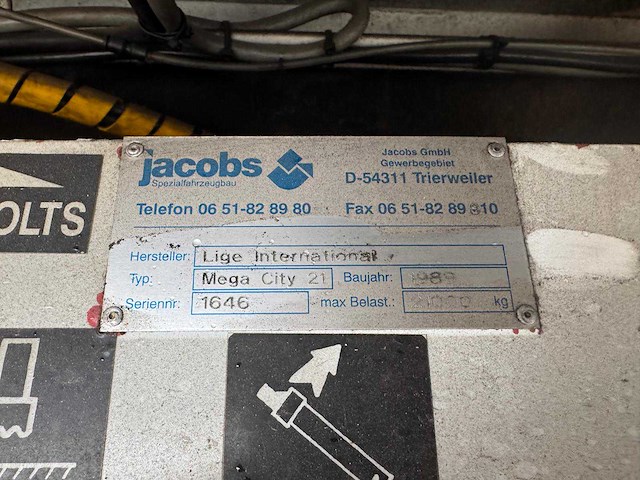 OLTS
jacobs
Spezialfahrzeugbau
Jacobs GmbH
Gewerbegebiet
D-54311 Trierweiler
Telefon 06 51-82 89 80 Fax 06 51-82 89 810
Hersteller: Lige International
Typ: Mega City 21 Baujahr: 989
Seriennr: 1646 max Belast.: kg